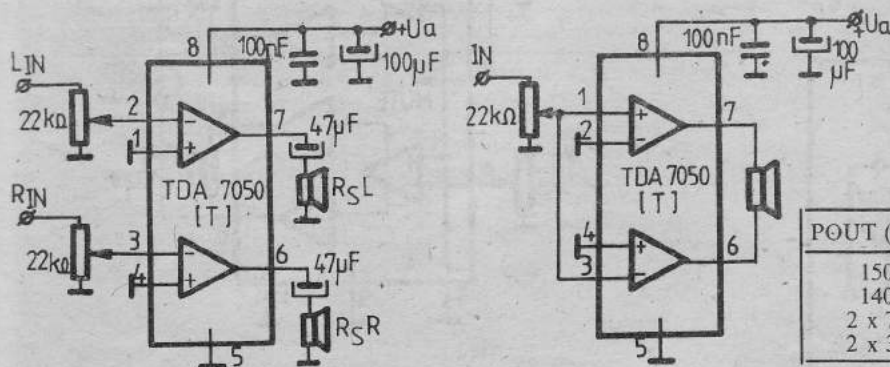 8
100nF
+Ua
100µF
LIN
22kΩ
2
1
7
47µF
RSL
TDA 7050
[T]
RIN
22kΩ
3
4
6
47µF
RSR
5
8
100nF
+Ua
100
µF
IN
22kΩ
1
2
7
TDA 7050
[T]
4
3
6
5
POUT (
150
140
2 x
2 x